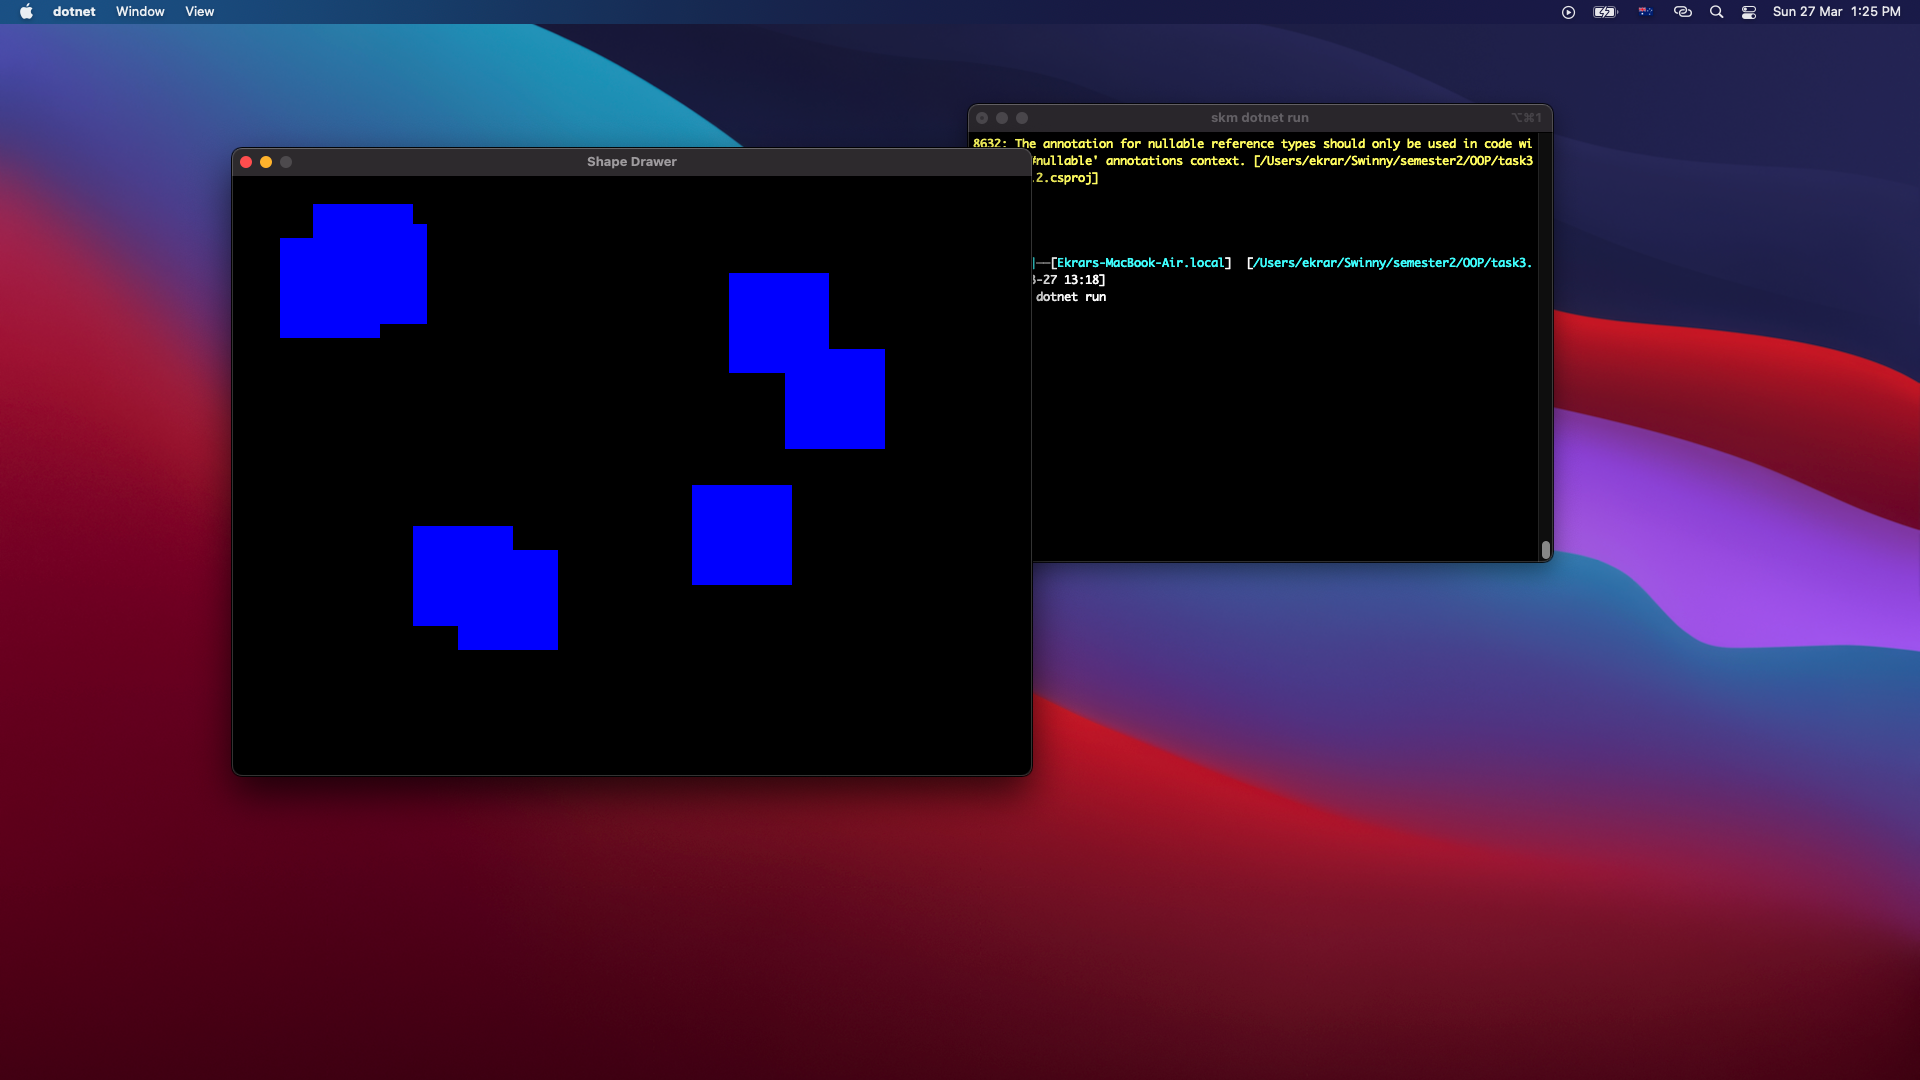 dotnet Window View Sun 27 Mar 1:25 PM
skm dotnet run ⌥⌘1
8632: The annotation for nullable reference types should only be used in code wi
#nullable' annotations context. [/Users/ekrar/Swinny/semester2/OOP/task3
.2.csproj]
Shape Drawer
|——[Ekrars-MacBook-Air.local] [/Users/ekrar/Swinny/semester2/OOP/task3.
-27 13:18]
dotnet run